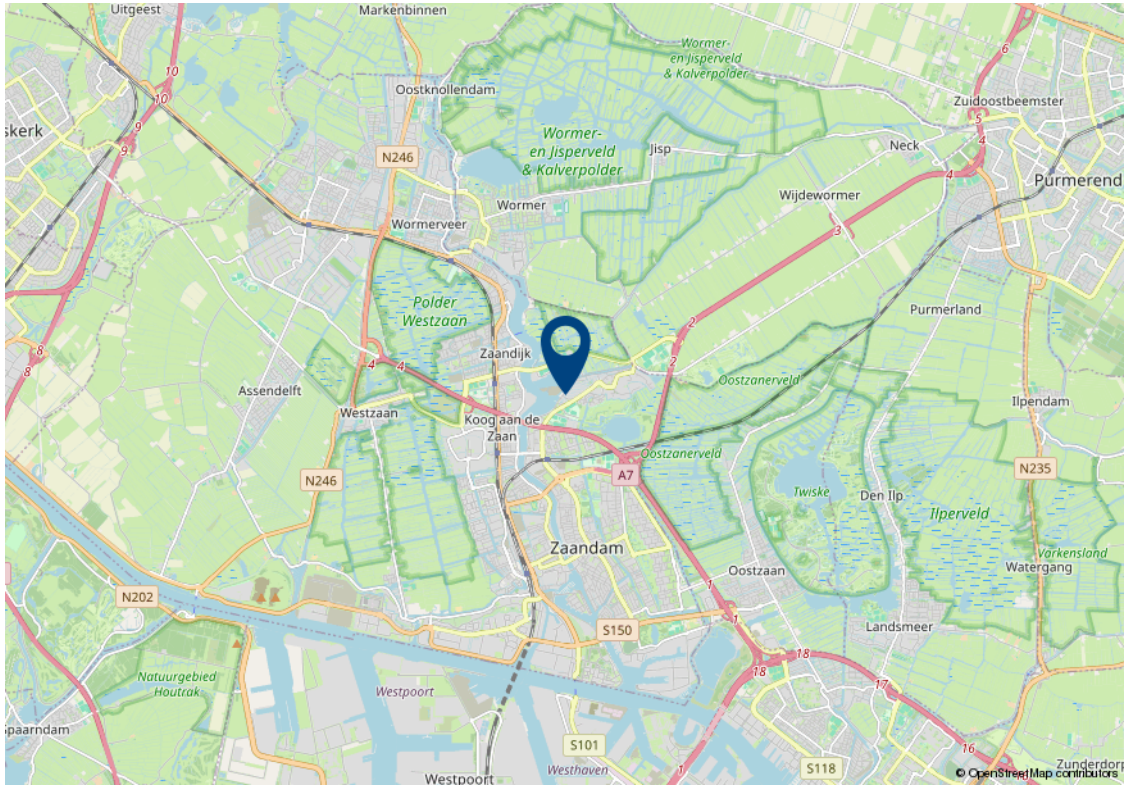 Uitgeest
Markenbinnen
6
10
10
Wormer-
en Jisperveld
& Kalverpolder
Oostknollendam
Zuidoostbeemster
5
9
9
skerk
Wormer-
en Jisperveld
& Kalverpolder
4
Neck
Jisp
N246
4
Purmerend
Wijdewormer
Wormer
Wormerveer
3
Polder
Westzaan
Purmerland
2
8
8
Zaandijk
4
4
2
Oostzanerveld
Assendelft
Westzaan
Koog aan de
Zaan
Ilpendam
Oostzanerveld
A7
N235
N246
Twiske
Den Ilp
Ilperveld
Zaandam
Varkensland
Watergang
Oostzaan
1
N202
1
S150
Landsmeer
18
18
Natuurgebied
Houtrak
17
Westpoort
Spaarndam
S101
16
Westhaven
1
S118
Zunderdorp
Westpoort
© OpenStreetMap contributors